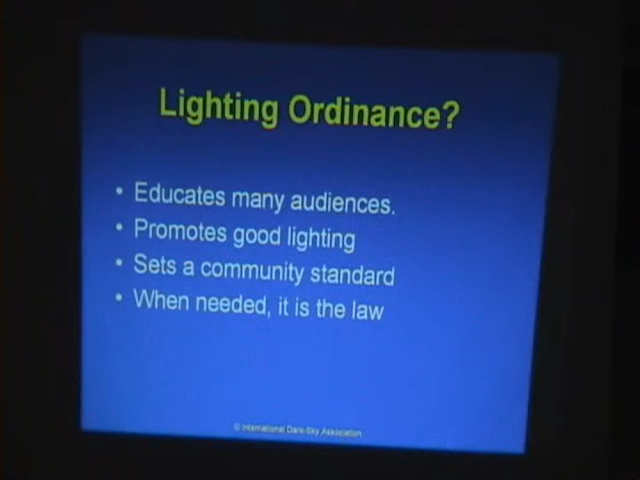 Lighting Ordinance?
• Educates many audiences.
• Promotes good lighting
• Sets a community standard
• When needed, it is the law
© International Dark-Sky Association